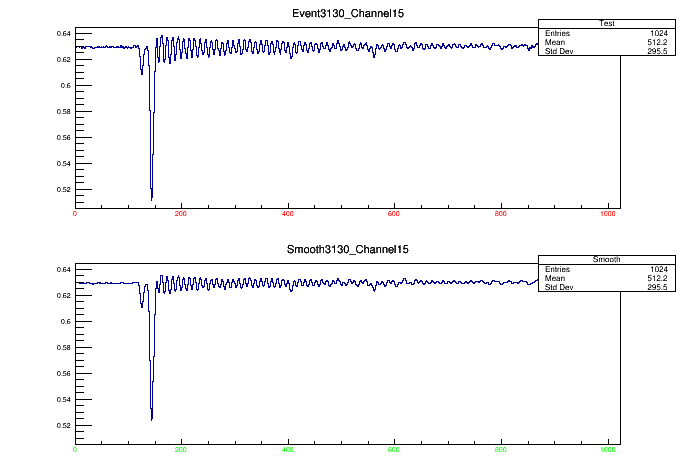 Event3130_Channel15
Test
Entries 1024
Mean 512.2
Std Dev 295.5
0.64
0.62
0.6
0.58
0.56
0.54
0.52
0 200 400 600 800 1000
Smooth3130_Channel15
Smooth
Entries 1024
Mean 512.2
Std Dev 295.5
0.64
0.62
0.6
0.58
0.56
0.54
0.52
0 200 400 600 800 1000